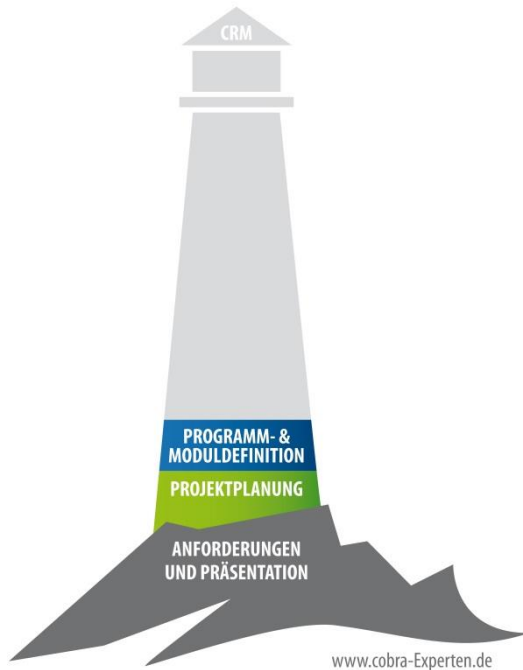 CRM
PROGRAMM- &
MODULDEFINITION
PROJEKTPLANUNG
ANFORDERUNGEN
UND PRÄSENTATION
www.cobra-Experten.de